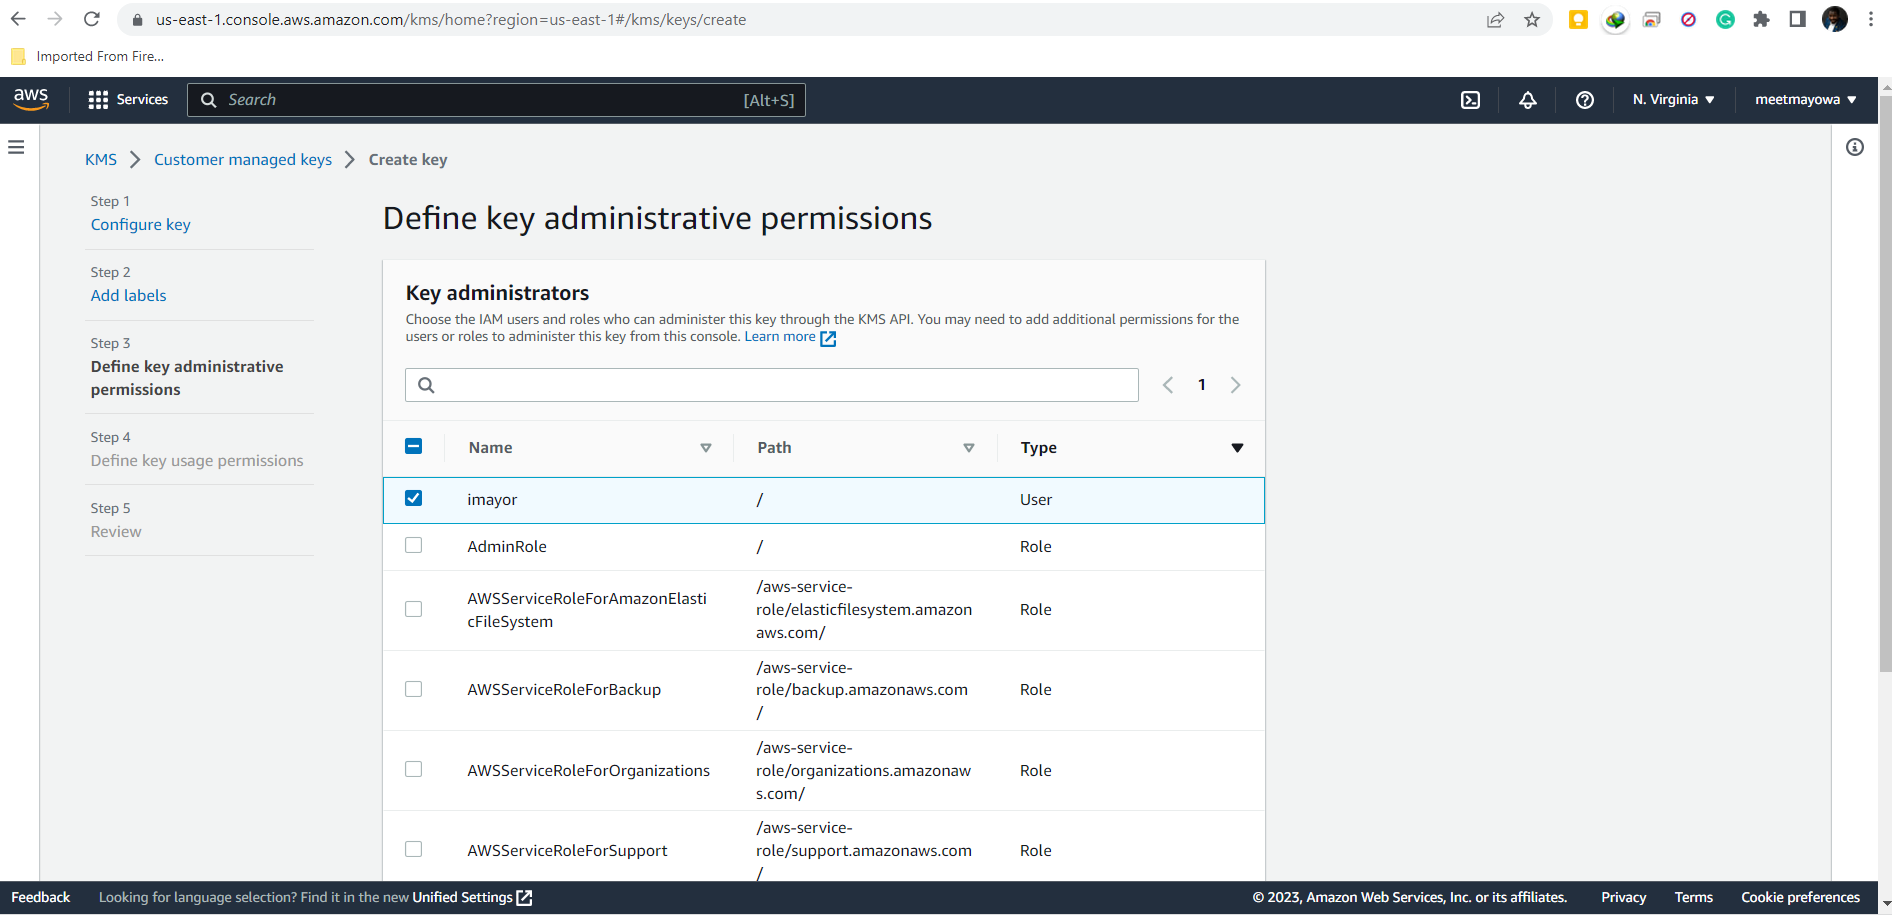 us-east-1.console.aws.amazon.com/kms/home?region=us-east-1#/kms/keys/create
Imported From Fire...
aws
Services
Search
[Alt+S]
N. Virginia
meetmayowa
KMS
Customer managed keys
Create key
Step 1
Configure key
Step 2
Add labels
Step 3
Define key administrative
permissions
Step 4
Define key usage permissions
Step 5
Review
Define key administrative permissions
Key administrators
Choose the IAM users and roles who can administer this key through the KMS API. You may need to add additional permissions for the
users or roles to administer this key from this console. Learn more
1
Name
Path
Type
imayor
/
User
AdminRole
/
Role
AWSServiceRoleForAmazonElasti
cFileSystem
/aws-service-
role/elasticfilesystem.amazon
aws.com/
Role
AWSServiceRoleForBackup
/aws-service-
role/backup.amazonaws.com
/
Role
AWSServiceRoleForOrganizations
/aws-service-
role/organizations.amazonaw
s.com/
Role
AWSServiceRoleForSupport
/aws-service-
role/support.amazonaws.com
/
Role
Feedback
Looking for language selection? Find it in the new Unified Settings
© 2023, Amazon Web Services, Inc. or its affiliates.
Privacy
Terms
Cookie preferences